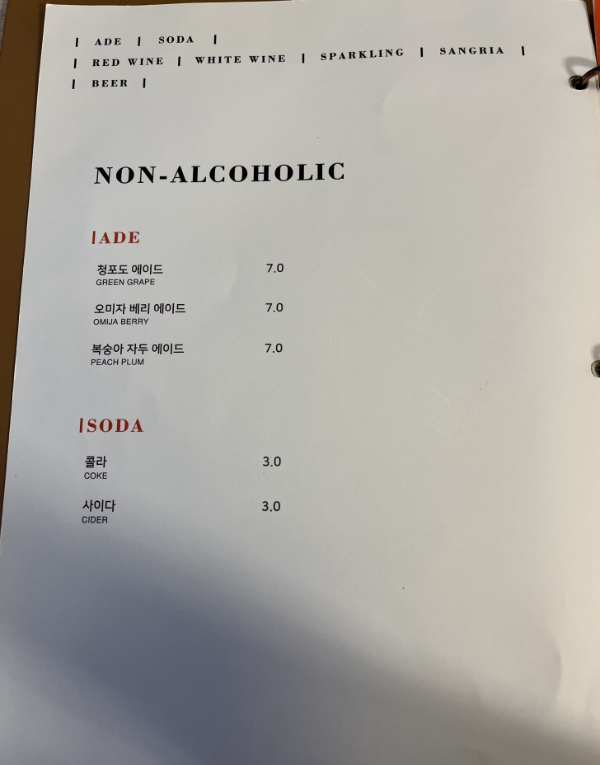 | ADE | SODA |
| RED WINE | WHITE WINE | SPARKLING | SANGRIA |
| BEER |
NON-ALCOHOLIC
|ADE
청포도 에이드 7.0
GREEN GRAPE
오미자 베리 에이드 7.0
OMIJA BERRY
복숭아 자두 에이드 7.0
PEACH PLUM
|SODA
콜라 3.0
COKE
사이다 3.0
CIDER